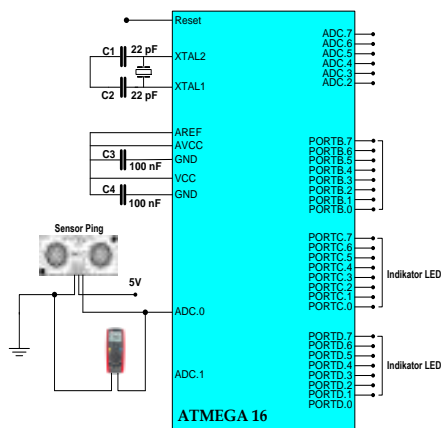 Reset
C1
22 pF
XTAL2
XTAL1
C2
22 pF
AREF
AVCC
C3
GND
100 nF
VCC
C4
GND
100 nF
Sensor Ping
5V
ADC.0
ADC.1
ATMEGA 16
ADC.7
ADC.6
ADC.5
ADC.4
ADC.3
ADC.2
PORTB.7
PORTB.6
PORTB.5
PORTB.4
PORTB.3
PORTB.2
PORTB.1
PORTB.0
PORTC.7
PORTC.6
PORTC.5
PORTC.4
PORTC.3
PORTC.2
PORTC.1
PORTC.0
Indikator LED
PORTD.7
PORTD.6
PORTD.5
PORTD.4
PORTD.3
PORTD.2
PORTD.1
PORTD.0
Indikator LED